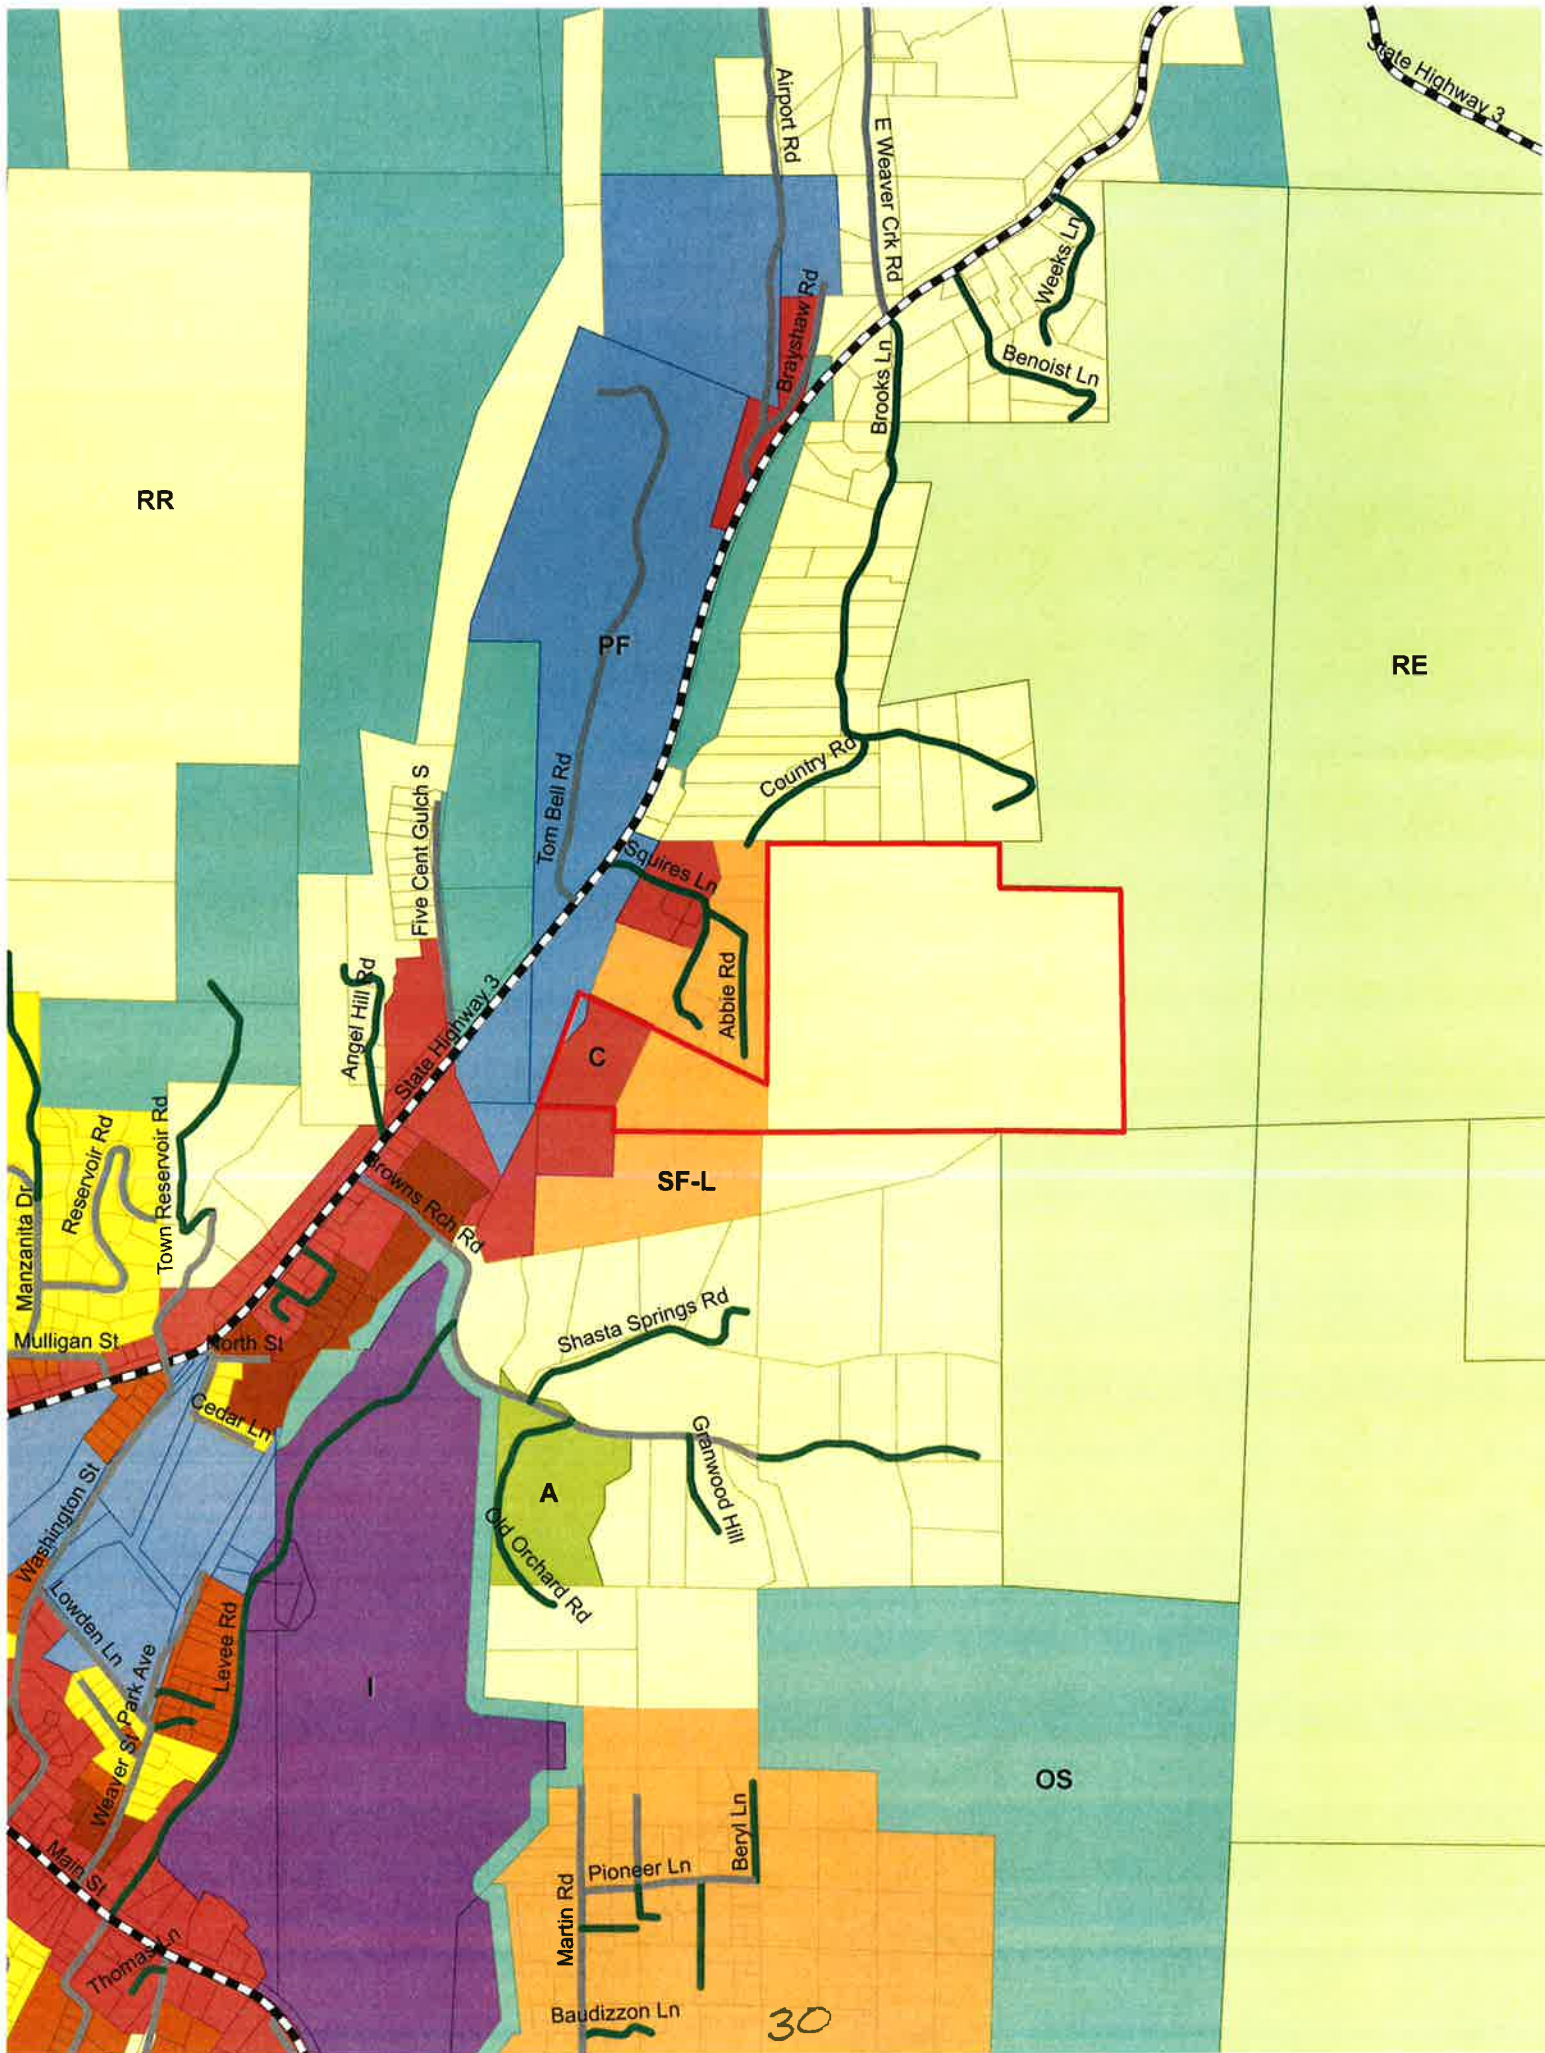 State Highway 3
Airport Rd
E Weaver Crk Rd
Weeks Ln
Brayshaw Rd
Benoist Ln
Brooks Ln
RR
PF
RE
Country Rd
Five Cent Gulch S
Tom Bell Rd
Squires Ln
Angel Hill Rd
State Highway 3
Abbie Rd
C
Reservoir Rd
Town Reservoir Rd
Manzanita Dr
Browns Rch Rd
SF-L
Mulligan St
North St
Shasta Springs Rd
Cedar Ln
Granwood Hill
Washington St
A
Old Orchard Rd
Lowden Ln
Levee Rd
Park Ave
I
Weaver St
OS
Main St
Pioneer Ln
Beryl Ln
Martin Rd
Thomas Ln
Baudizzon Ln
30